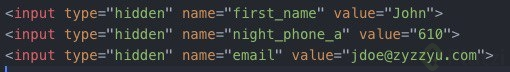 <input type="hidden" name="first_name" value="John">
<input type="hidden" name="night_phone_a" value="610">
<input type="hidden" name="email" value="jdoe@zyzzyu.com">